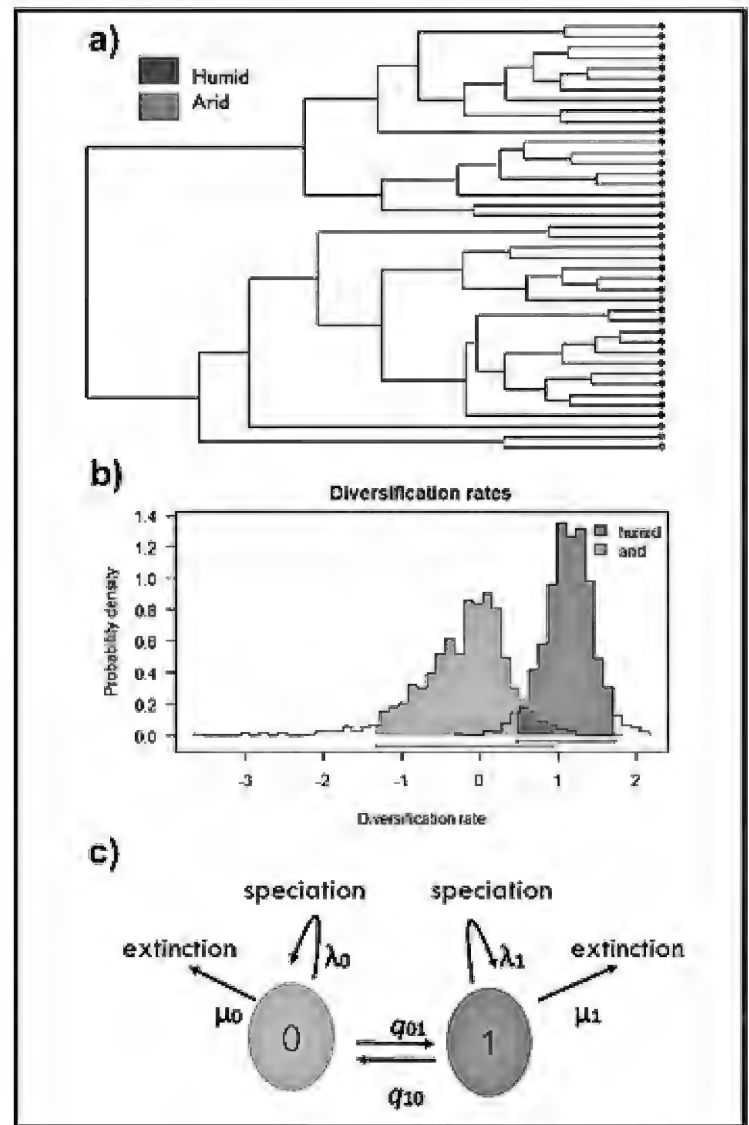 a)
Humid
Arid
b)
Diversification rates
1.4
1.2
1.0
0.8
0.6
0.4
0.2
0.0
Probability density
humid
arid
-3 -2 -1 0 1 2
Diversification rate
c)
speciation speciation
extinction λ0 λ1 extinction
μ0 0 q01 1 μ1
q10